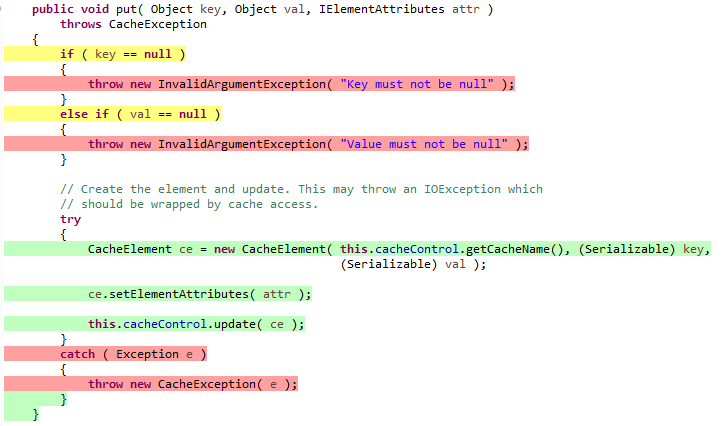 public void put( Object key, Object val, IElementAttributes attr )
throws CacheException
{
if ( key == null )
{
throw new InvalidArgumentException( "Key must not be null" );
}
else if ( val == null )
{
throw new InvalidArgumentException( "Value must not be null" );
}
// Create the element and update. This may throw an IOException which
// should be wrapped by cache access.
try
{
CacheElement ce = new CacheElement( this.cacheControl.getCacheName(), (Serializable) key,
(Serializable) val );
ce.setElementAttributes( attr );
this.cacheControl.update( ce );
}
catch ( Exception e )
{
throw new CacheException( e );
}
}